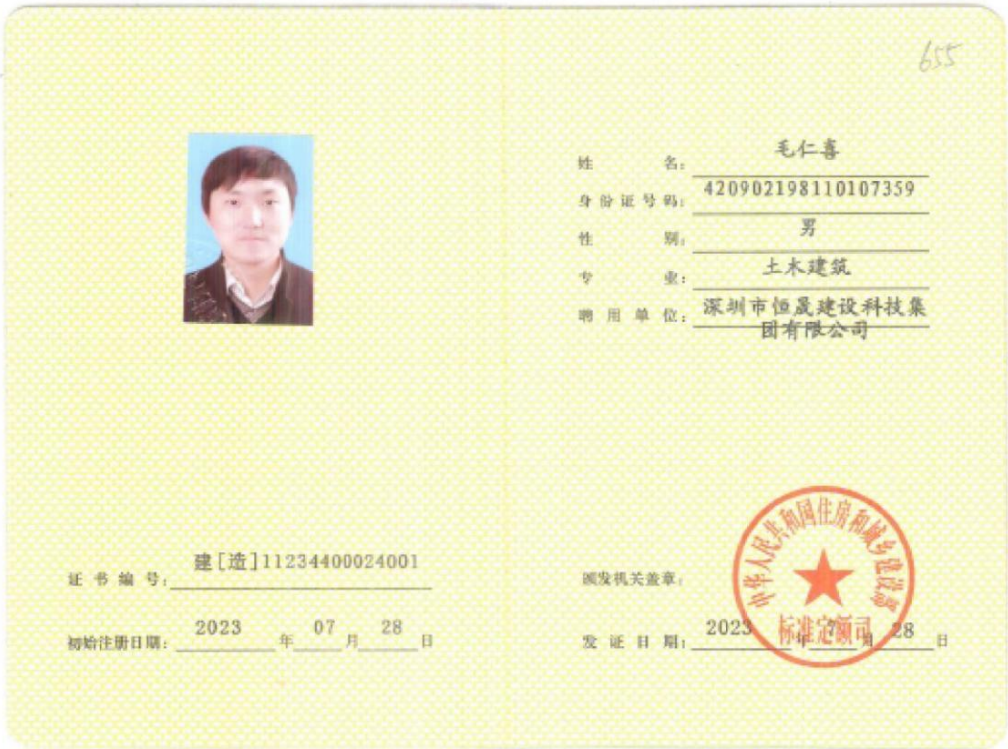 655
姓 名: 毛仁喜
身份证号码: 420902198110107359
性 别: 男
专 业: 土木建筑
聘用单位: 深圳市恒晟建设科技集
团有限公司
证书编号: 建[造]11234400024001
初始注册日期: 2023 年 07 月 28 日
颁发机关盖章:
中华人民共和国住房和城乡建设部
标准定额司
发证日期: 2023 年 7 月 28 日